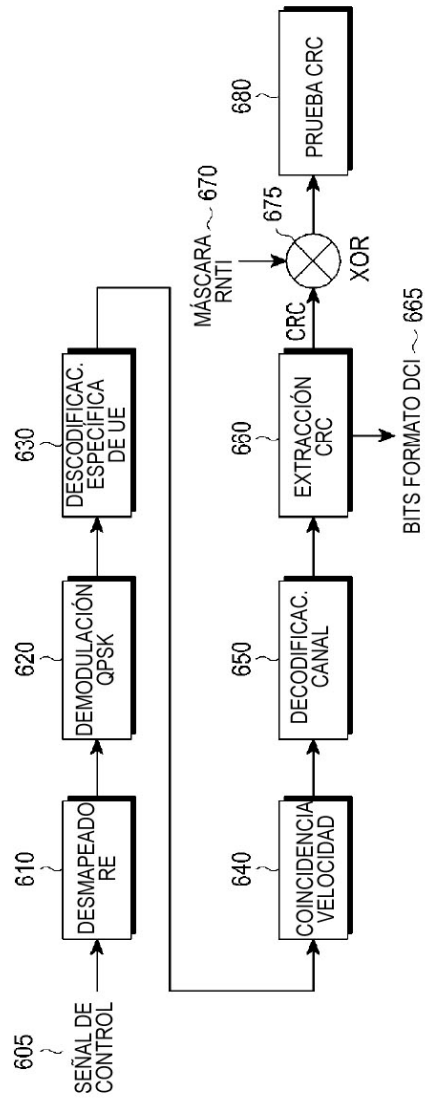 605
SEÑAL DE
CONTROL
610
DESMAPEADO
RE
620
DEMODULACIÓN
QPSK
630
DESCODIFICAC.
ESPECÍFICA
DE UE
640
COINCIDENCIA
VELOCIDAD
650
DECODIFICAC.
CANAL
660
EXTRACCIÓN
CRC
BITS FORMATO DCI 665
CRC
MÁSCARA
RNTI
670
675
XOR
680
PRUEBA CRC